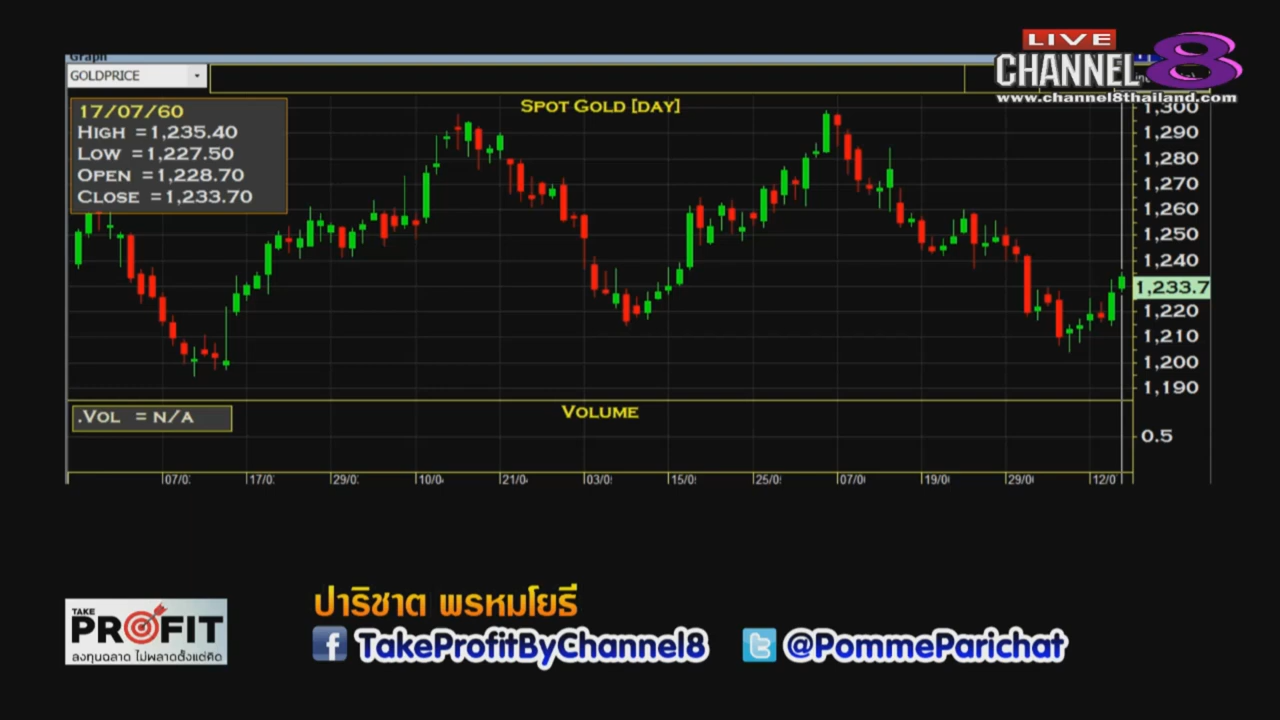 Graph
LIVE
CHANNEL 8
www.channel8thailand.com
GOLDPRICE
SPOT GOLD [DAY]
17/07/60
HIGH =1,235.40
LOW =1,227.50
OPEN =1,228.70
CLOSE =1,233.70
1,300
1,290
1,280
1,270
1,260
1,250
1,240
1,233.7
1,220
1,210
1,200
1,190
VOLUME
.VOL = N/A
0.5
07/0 17/0 29/0 10/0 21/0 03/0 15/0 25/0 07/0 19/0 29/0 12/0
ปาริชาต พรหมโยธี
TAKE
PROFIT
ลงทุนฉลาด ไม่พลาดตั้งแต่คิด
TakeProfitByChannel8
@PommeParichat